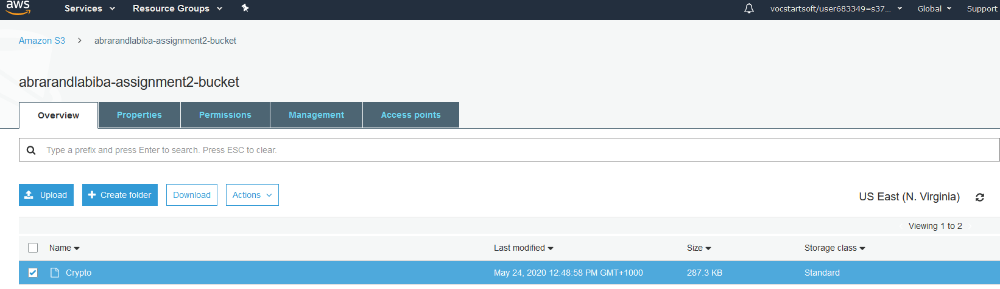 aws Services Resource Groups vocstartsoft/user683349=s37... Global Support
Amazon S3 > abrarandlabiba-assignment2-bucket
abrarandlabiba-assignment2-bucket
Overview Properties Permissions Management Access points
Type a prefix and press Enter to search. Press ESC to clear.
Upload + Create folder Download Actions US East (N. Virginia)
Viewing 1 to 2
Name Last modified Size Storage class
Crypto May 24, 2020 12:48:58 PM GMT+1000 287.3 KB Standard